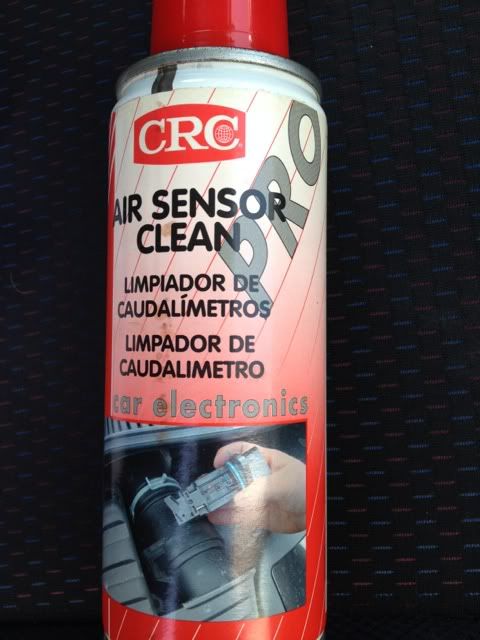 CRC
PRO
AIR SENSOR
CLEAN
LIMPIADOR DE
CAUDALÍMETROS
LIMPADOR DE
CAUDALIMETRO
car electronics